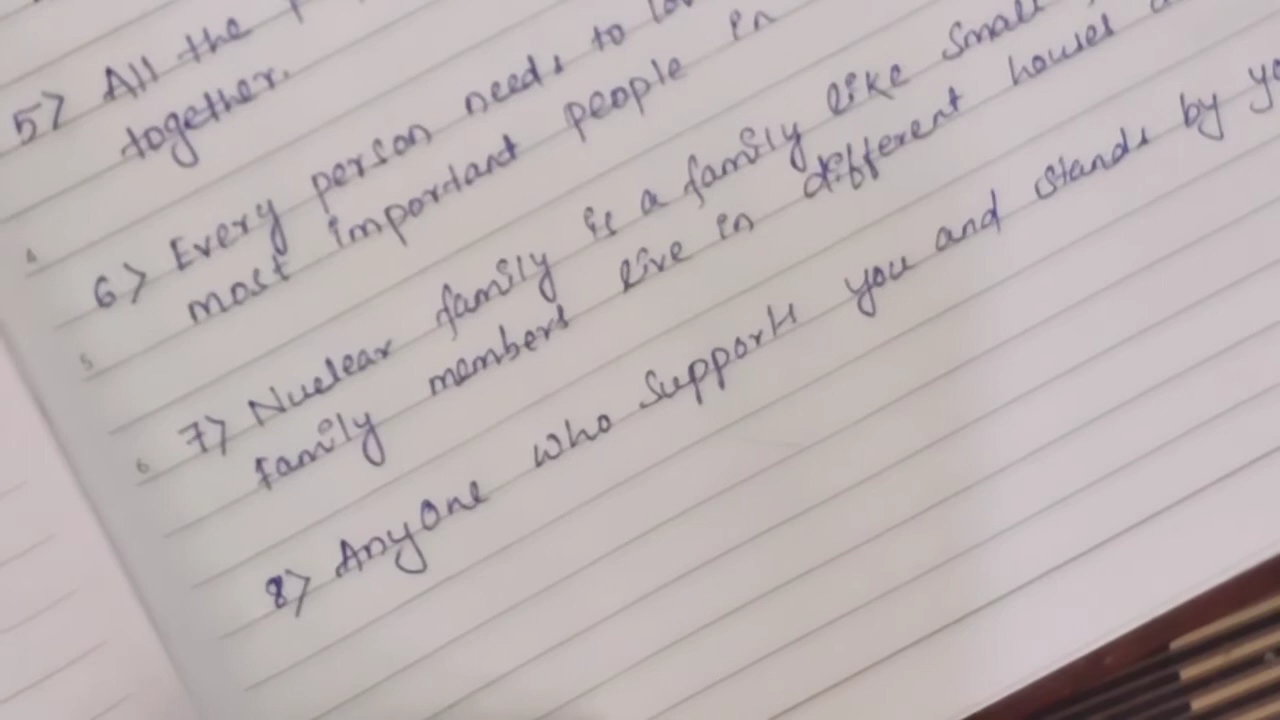 5> All the
together.
6> Every person needs to
most important people in
7> Nuclear family is a family like small
family members live in different houses
8> Anyone who supports you and stands by